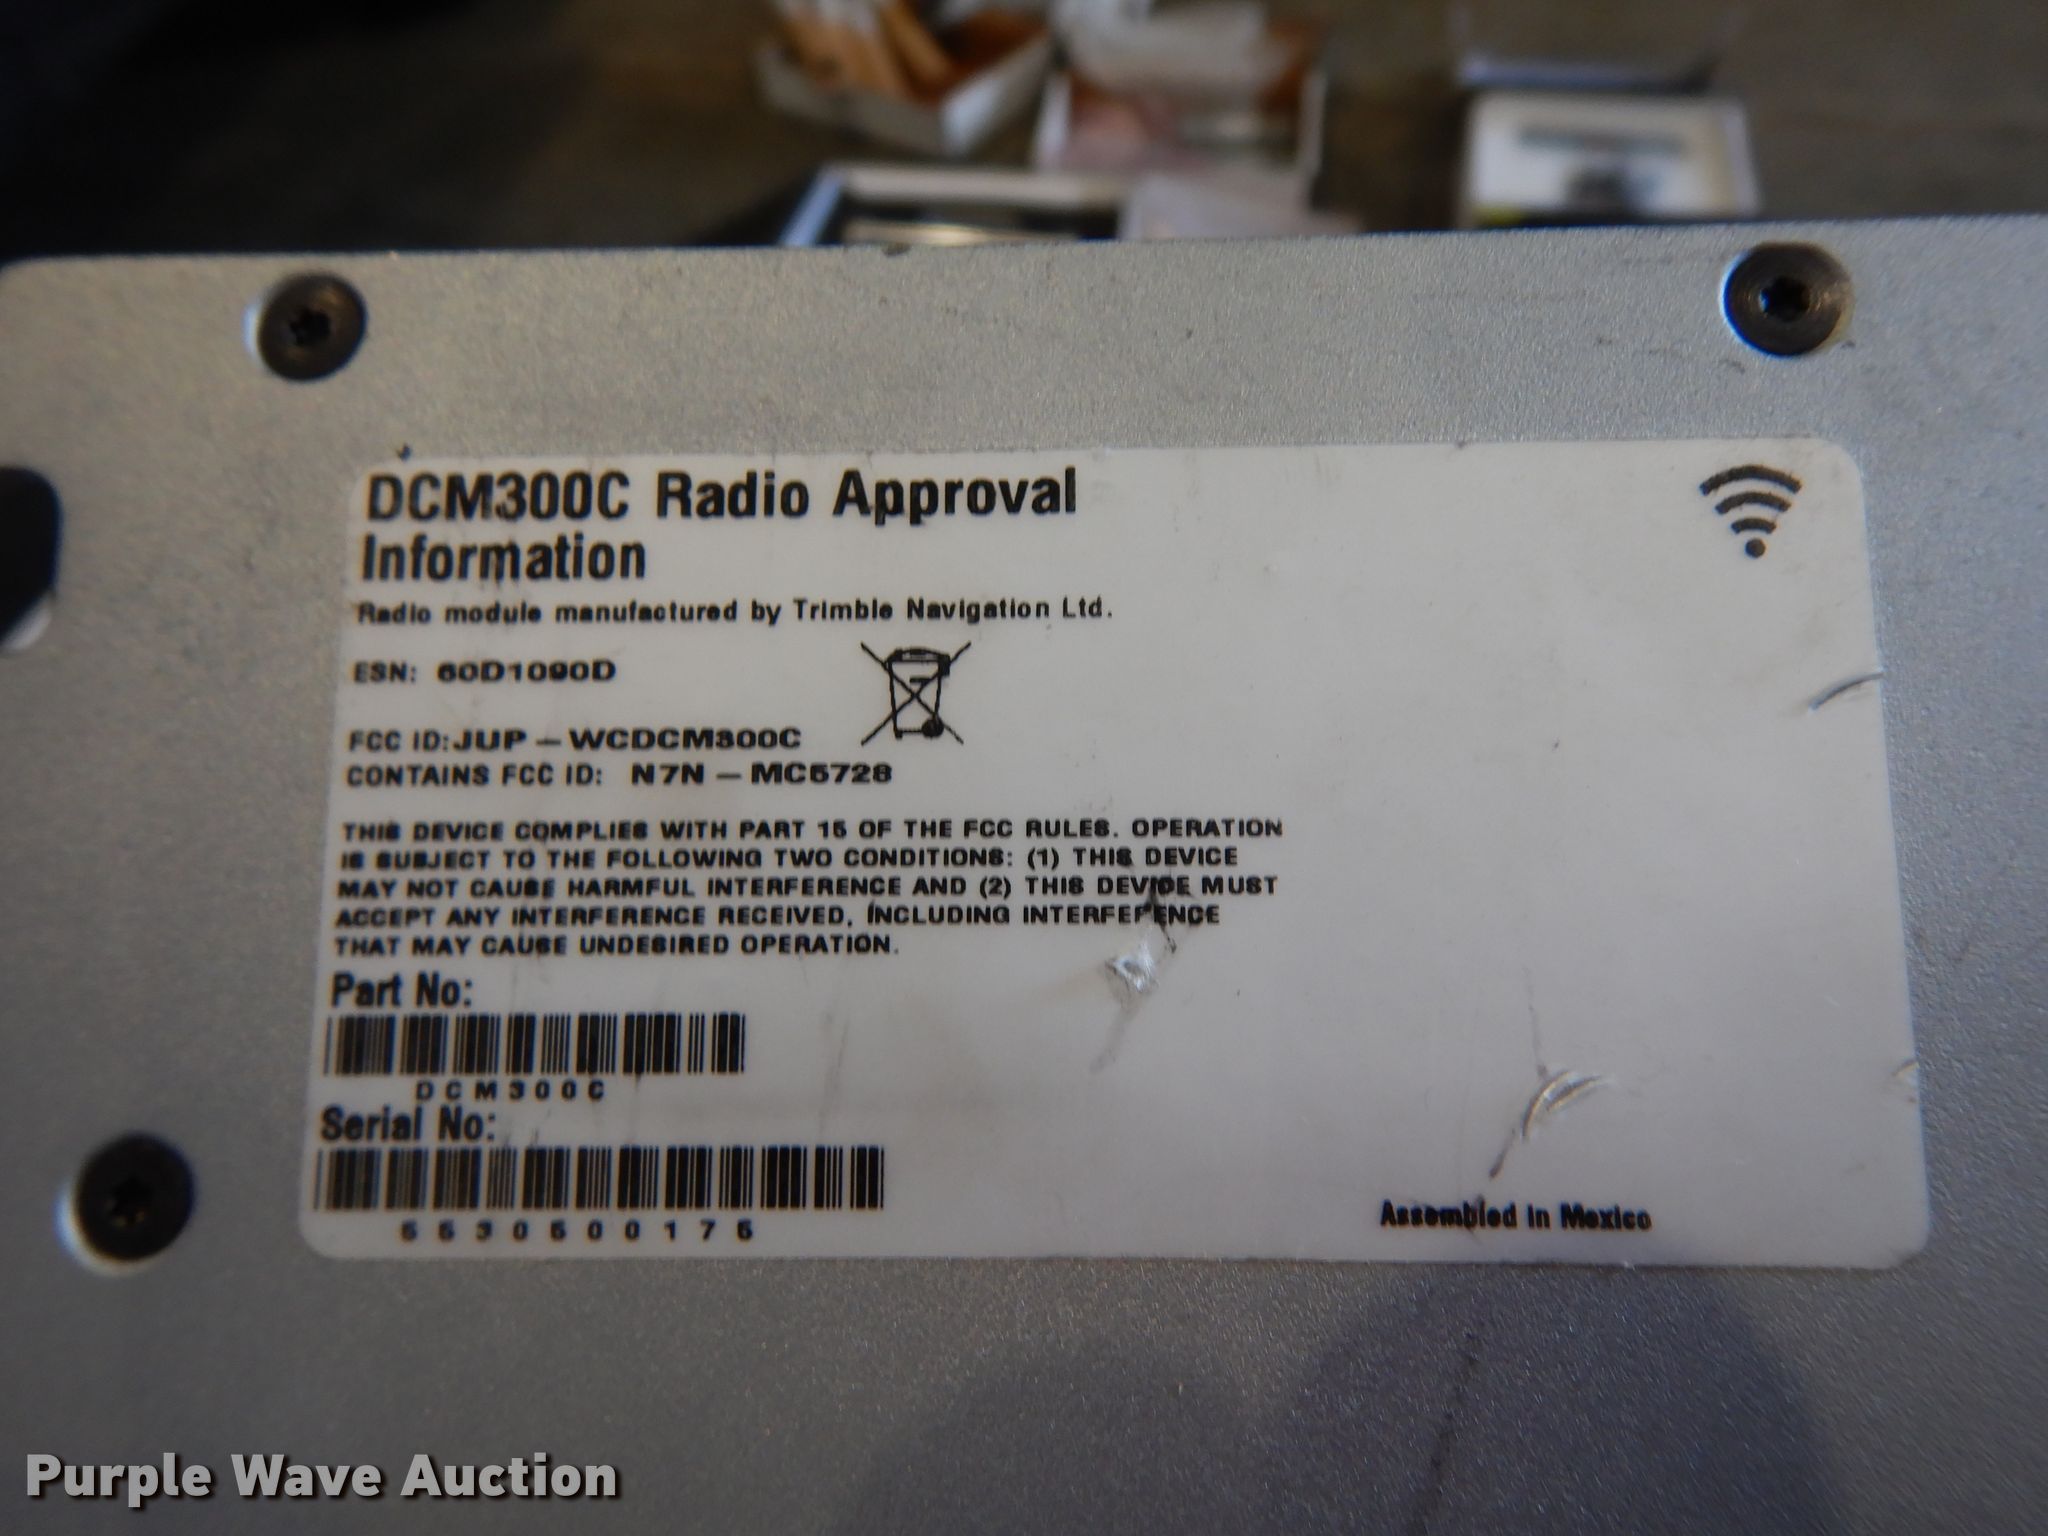 DCM300C Radio Approval
Information
Radio module manufactured by Trimble Navigation Ltd.
ESN: 60D1090D
FCC ID: JUP – WCDCM300C
CONTAINS FCC ID: N7N – MC5728
THIS DEVICE COMPLIES WITH PART 15 OF THE FCC RULES. OPERATION
IS SUBJECT TO THE FOLLOWING TWO CONDITIONS: (1) THIS DEVICE
MAY NOT CAUSE HARMFUL INTERFERENCE AND (2) THIS DEVICE MUST
ACCEPT ANY INTERFERENCE RECEIVED, INCLUDING INTERFERENCE
THAT MAY CAUSE UNDESIRED OPERATION.
Part No:
DCM300C
Serial No:
Assembled in Mexico
Purple Wave Auction